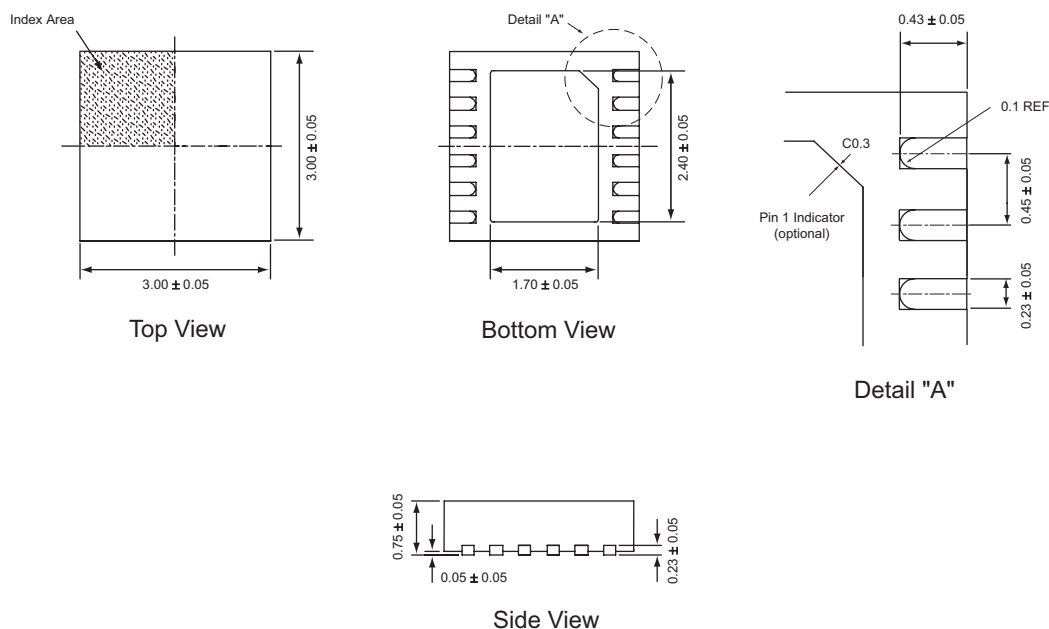 Index Area
3.00 ± 0.05
3.00 ± 0.05
Top View
Detail "A"
2.40 ± 0.05
1.70 ± 0.05
Bottom View
0.43 ± 0.05
0.1 REF
C0.3
0.45 ± 0.05
Pin 1 Indicator
(optional)
0.23 ± 0.05
Detail "A"
0.75 ± 0.05
0.05 ± 0.05
0.23 ± 0.05
Side View